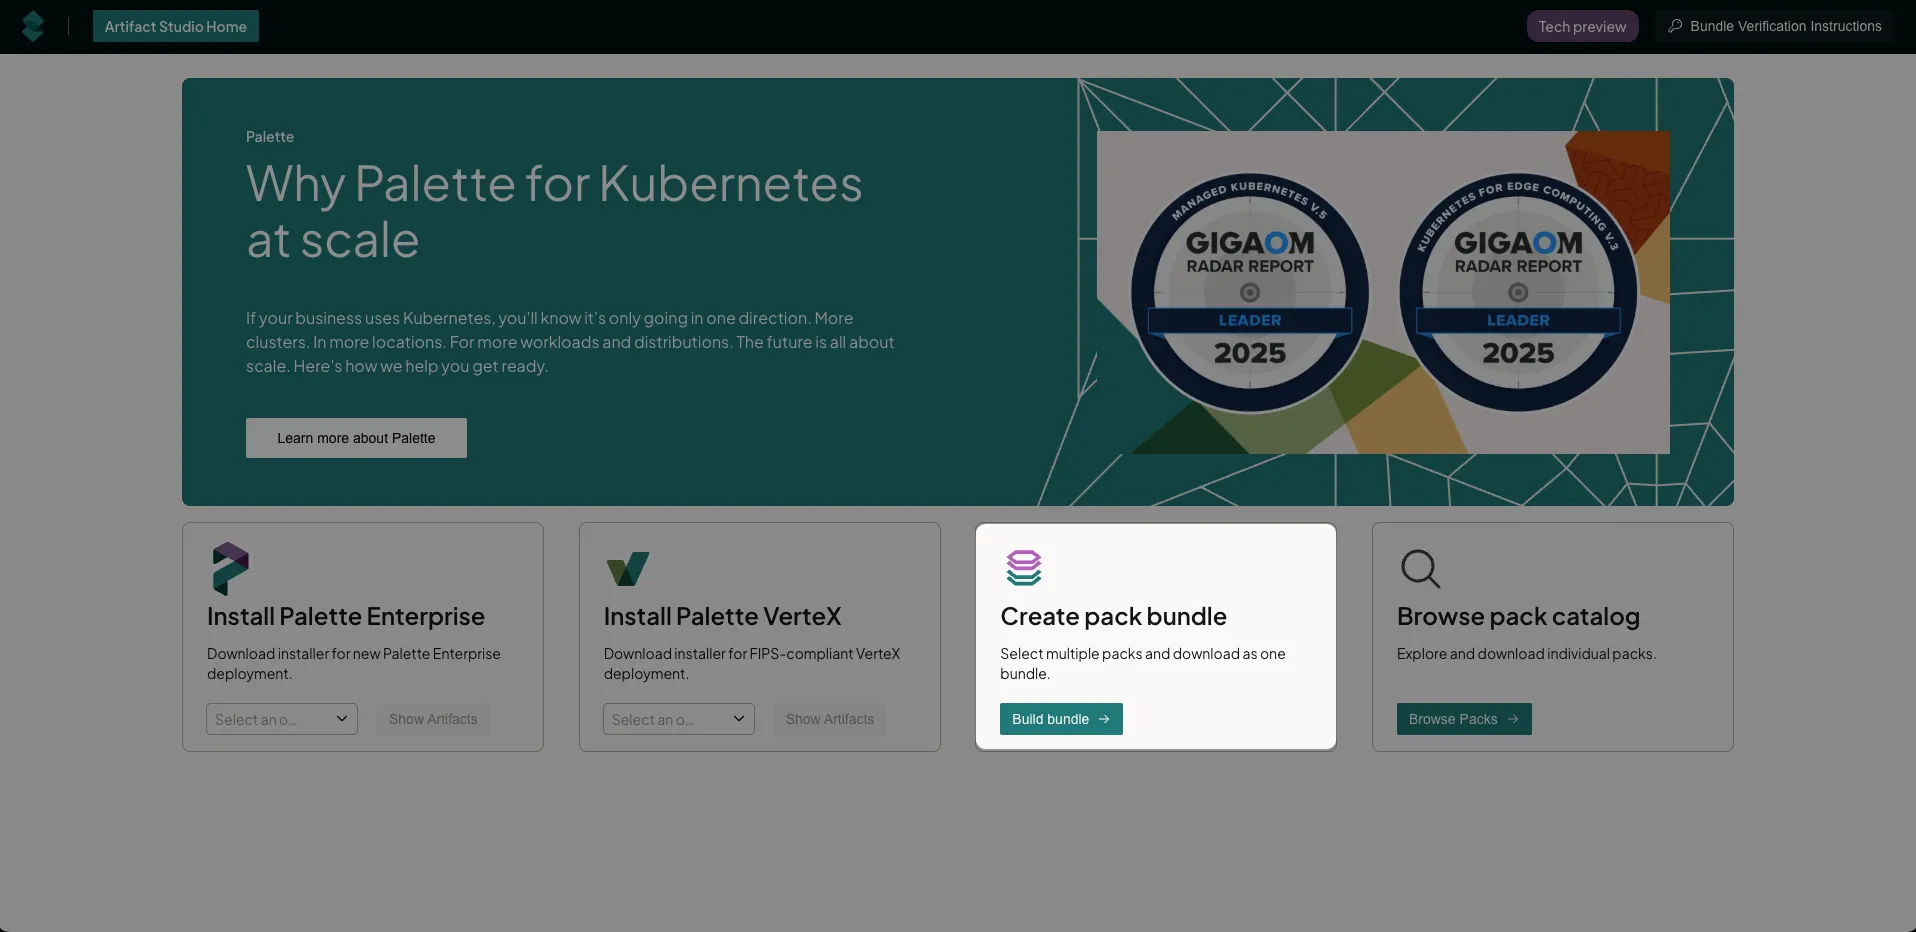 Artifact Studio Home
Tech preview
Bundle Verification Instructions
Palette
Why Palette for Kubernetes
at scale
If your business uses Kubernetes, you'll know it's only going in one direction. More
clusters. In more locations. For more workloads and distributions. The future is all about
scale. Here's how we help you get ready.
Learn more about Palette
MANAGED KUBERNETES V.5
GIGAOM
RADAR REPORT
LEADER
2025
KUBERNETES FOR EDGE COMPUTING V.3
GIGAOM
RADAR REPORT
LEADER
2025
Install Palette Enterprise
Download installer for new Palette Enterprise
deployment.
Select an o...
Show Artifacts
Install Palette VerteX
Download installer for FIPS-compliant VerteX
deployment.
Select an o...
Show Artifacts
Create pack bundle
Select multiple packs and download as one
bundle.
Build bundle
Browse pack catalog
Explore and download individual packs.
Browse Packs